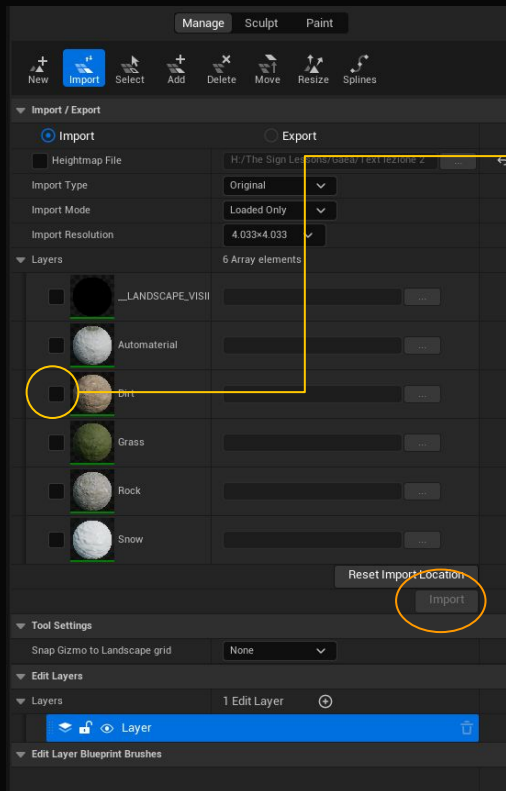 Manage Sculpt Paint
New Import Select Add Delete Move Resize Splines
Import / Export
Import Export
Heightmap File H:/The Sign Lessons/Gaea/Text lezione 2 ...
Import Type Original
Import Mode Loaded Only
Import Resolution 4.033×4.033
Layers 6 Array elements
__LANDSCAPE_VISII ...
Automaterial ...
Dirt ...
Grass ...
Rock ...
Snow ...
Reset Import Location
Import
Tool Settings
Snap Gizmo to Landscape grid None
Edit Layers
Layers 1 Edit Layer
Layer
Edit Layer Blueprint Brushes